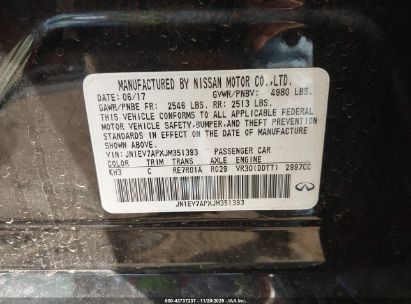 MANUFACTURED BY NISSAN MOTOR CO.,LTD.
DATE: 06/17 GVWR/PNBV: 4980 LBS.
GAWR/PNBE FR: 2546 LBS. RR: 2513 LBS.
THIS VEHICLE CONFORMS TO ALL APPLICABLE FEDERAL
MOTOR VEHICLE SAFETY, BUMPER, AND THEFT PREVENTION
STANDARDS IN EFFECT ON THE DATE OF MANUFACTURE
SHOWN ABOVE.
VIN: JN1EV7APXJM351393 PASSENGER CAR
COLOR TRIM TRANS AXLE ENGINE
KH3 C RE7R01A RG29 VR30(DDTT) 2997CC
JN1EV7APXJM351393
INFINITI